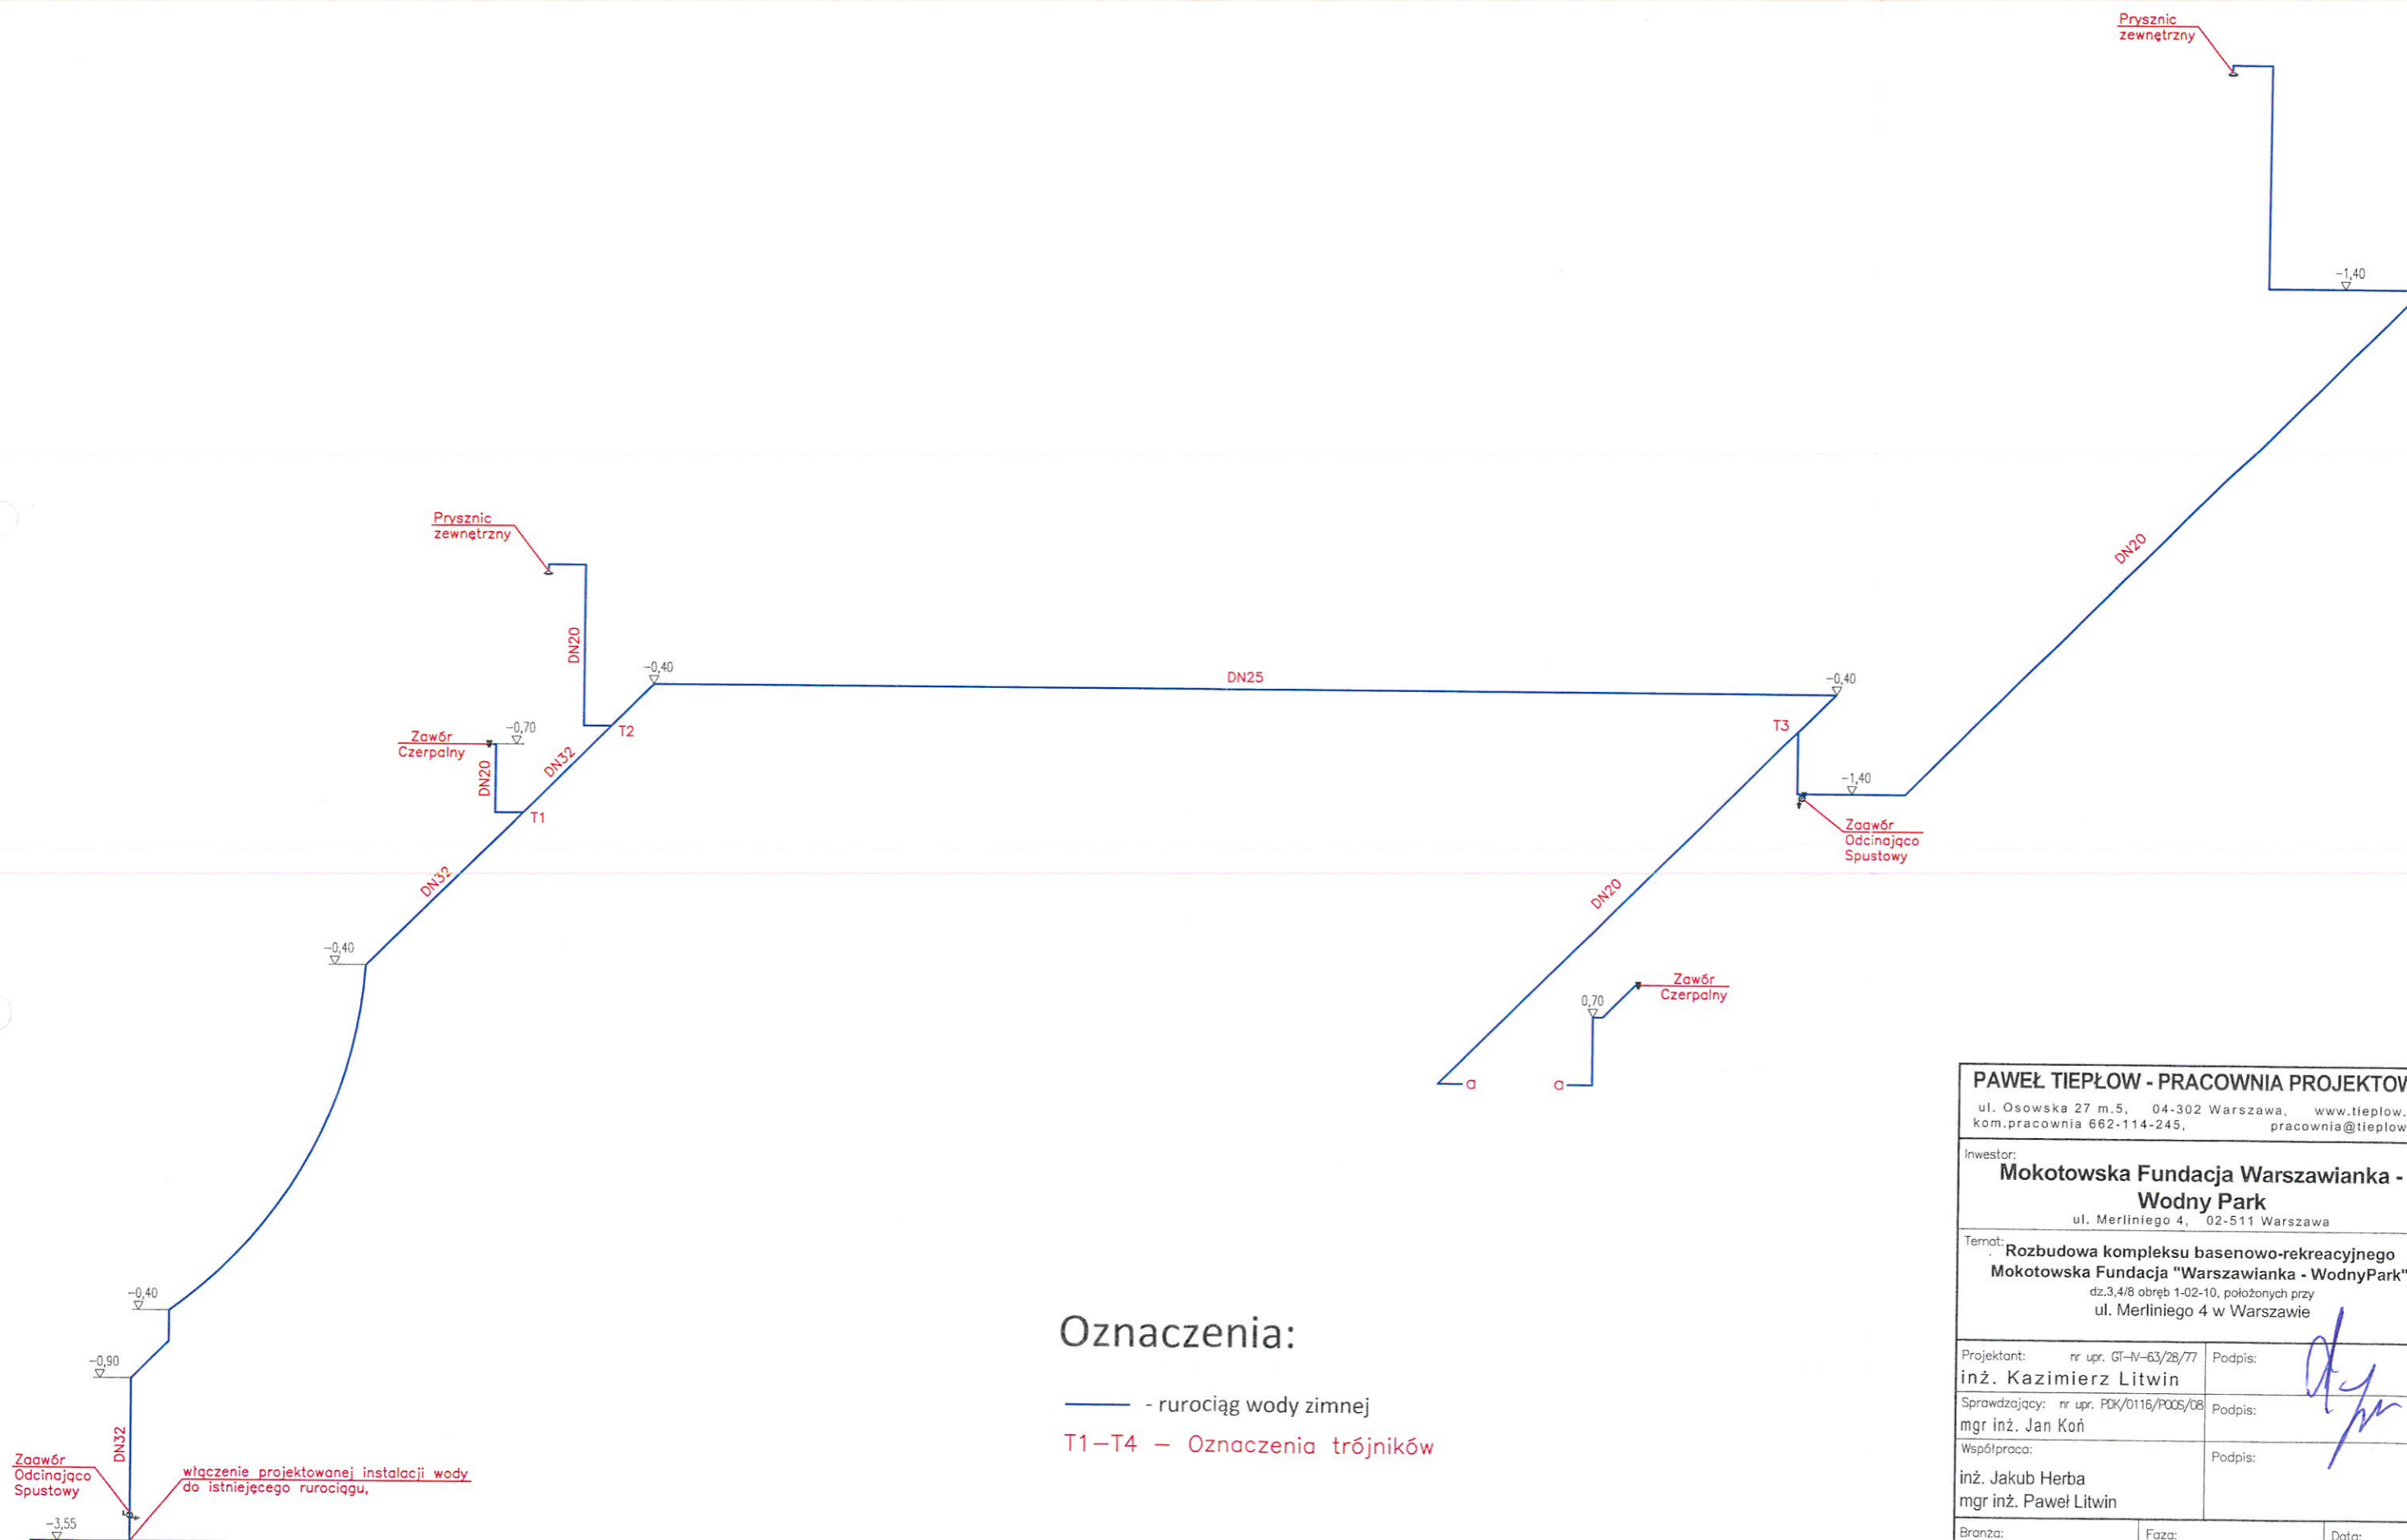 Prysznic
zewnętrzny
-1,40
Prysznic
zewnętrzny
DN20
DN20
-0,40
DN25
-0,40
T2
T3
-0,70
Zawór
Czerpalny
DN32
DN20
-1,40
T1
Zaawór
Odcinająco
Spustowy
DN32
DN20
-0,40
0,70
Zawór
Czerpalny
a
a
-0,40
-0,90
DN32
Zaawór
Odcinająco
Spustowy
włączenie projektowanej instalacji wody
do istniejęcego rurociągu,
-3,55
Oznaczenia:
- rurociąg wody zimnej
T1-T4 - Oznaczenia trójników
PAWEŁ TIEPŁOW - PRACOWNIA PROJEKTOW
ul. Osowska 27 m.5, 04-302 Warszawa, www.tieplow.
kom.pracownia 662-114-245, pracownia@tieplow
Inwestor:
Mokotowska Fundacja Warszawianka -
Wodny Park
ul. Merliniego 4, 02-511 Warszawa
Temat:
Rozbudowa kompleksu basenowo-rekreacyjnego
Mokotowska Fundacja "Warszawianka - WodnyPark"
dz.3,4/8 obręb 1-02-10, położonych przy
ul. Merliniego 4 w Warszawie
Projektant: nr upr. GT-IV-63/28/77 Podpis:
inż. Kazimierz Litwin
Sprawdzający: nr upr. PDK/0116/POOS/08 Podpis:
mgr inż. Jan Koń
Współpraca: Podpis:
inż. Jakub Herba
mgr inż. Paweł Litwin
Branża: Faza: Data: